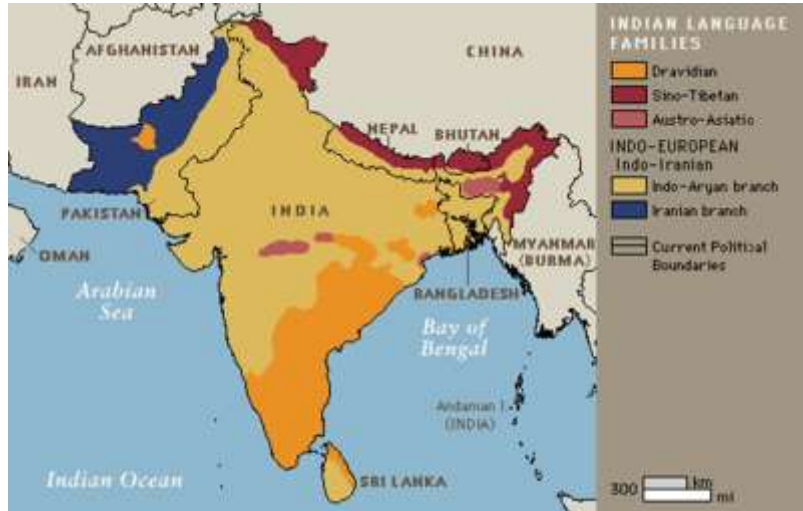 AFGHANISTAN
IRAN
CHINA
NEPAL
BHUTAN
PAKISTAN
INDIA
OMAN
MYANMAR
(BURMA)
BANGLADESH
Arabian
Sea
Bay of
Bengal
Andaman I.
(INDIA)
SRI LANKA
Indian Ocean
INDIAN LANGUAGE
FAMILIES
Dravidian
Sino-Tibetan
Austro-Asiatic
INDO-EUROPEAN
Indo-Iranian
Indo-Aryan branch
Iranian branch
Current Political
Boundaries
300 km
mi